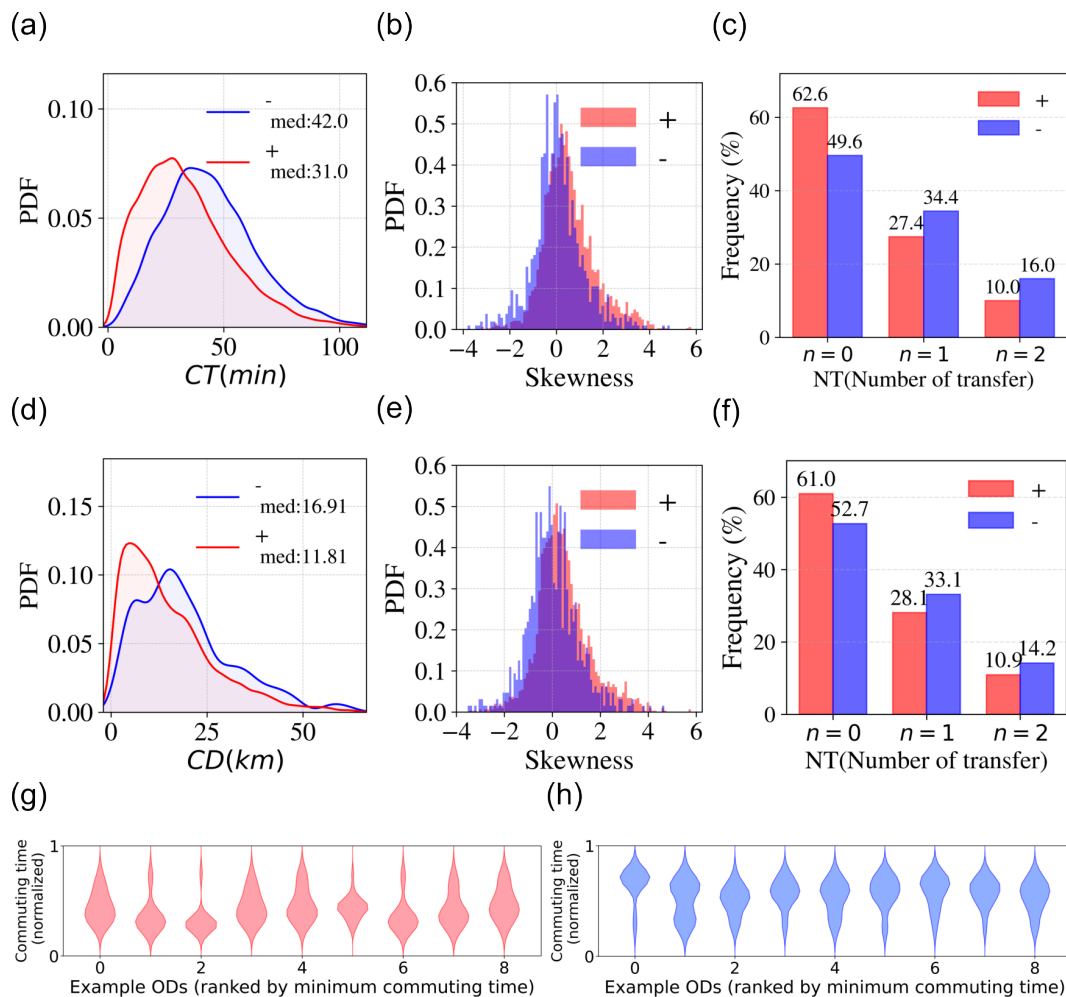 (a)
(b)
(c)
0.10
0.05
0.00
PDF
-
med:42.0
+
med:31.0
0
50
100
CT(min)
0.6
0.5
0.4
0.3
0.2
0.1
0.0
PDF
+
-
−4
−2
0
2
4
6
Skewness
60
40
20
0
Frequency (%)
62.6
49.6
27.4
34.4
10.0
16.0
+
-
n = 0
n = 1
n = 2
NT(Number of transfer)
(d)
(e)
(f)
0.15
0.10
0.05
0.00
PDF
-
med:16.91
+
med:11.81
0
25
50
CD(km)
0.6
0.5
0.4
0.3
0.2
0.1
0.0
PDF
+
-
−4
−2
0
2
4
6
Skewness
60
40
20
0
Frequency (%)
61.0
52.7
28.1
33.1
10.9
14.2
+
-
n = 0
n = 1
n = 2
NT(Number of transfer)
(g)
(h)
1
0
Commuting time
(normalized)
0
2
4
6
8
Example ODs (ranked by minimum commuting time)
1
0
Commuting time
(normalized)
0
2
4
6
8
Example ODs (ranked by minimum commuting time)